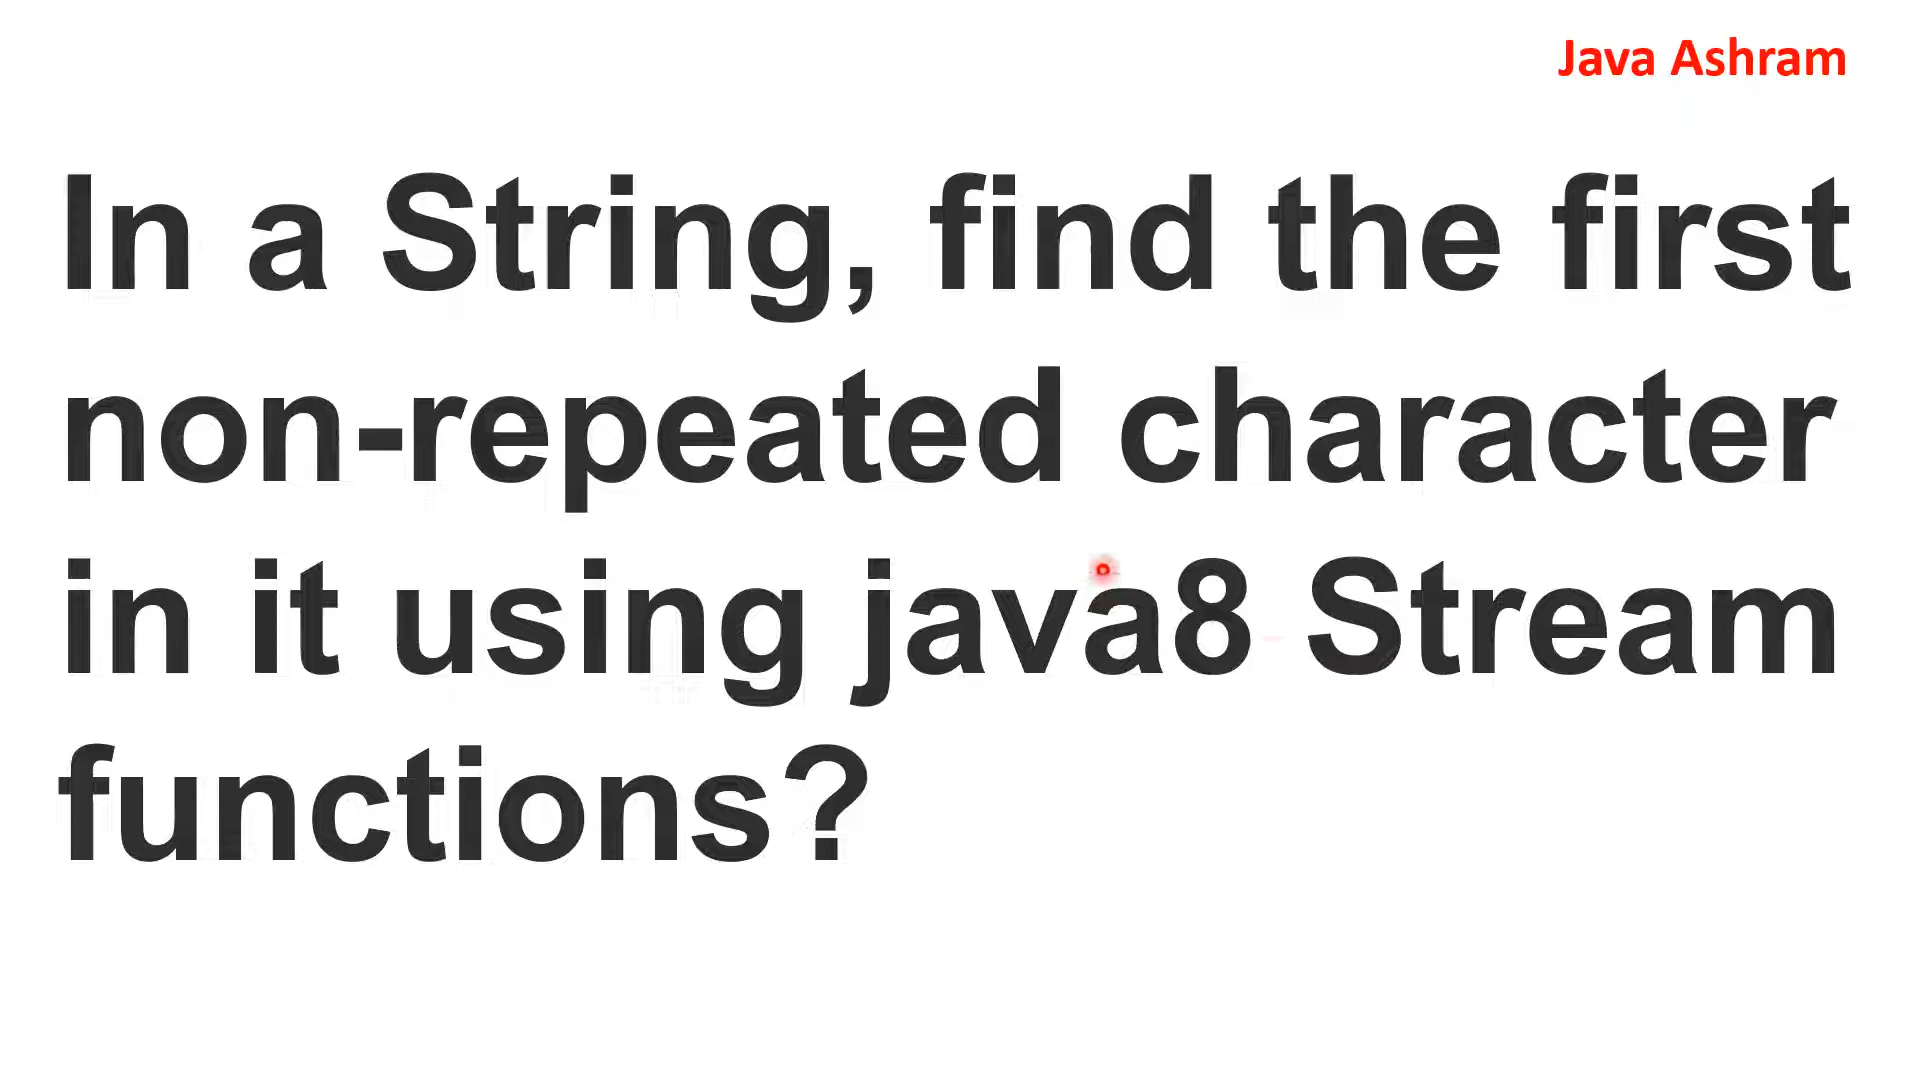 Java Ashram
In a String, find the first
non-repeated character
in it using java8 Stream
functions?